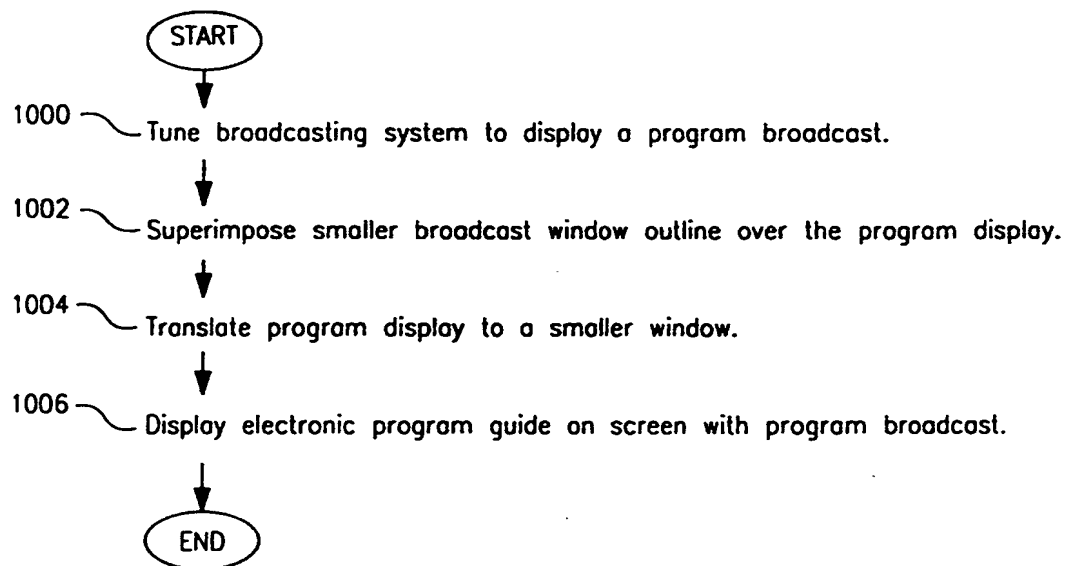 START
1000 Tune broadcasting system to display a program broadcast.
1002 Superimpose smaller broadcast window outline over the program display.
1004 Translate program display to a smaller window.
1006 Display electronic program guide on screen with program broadcast.
END